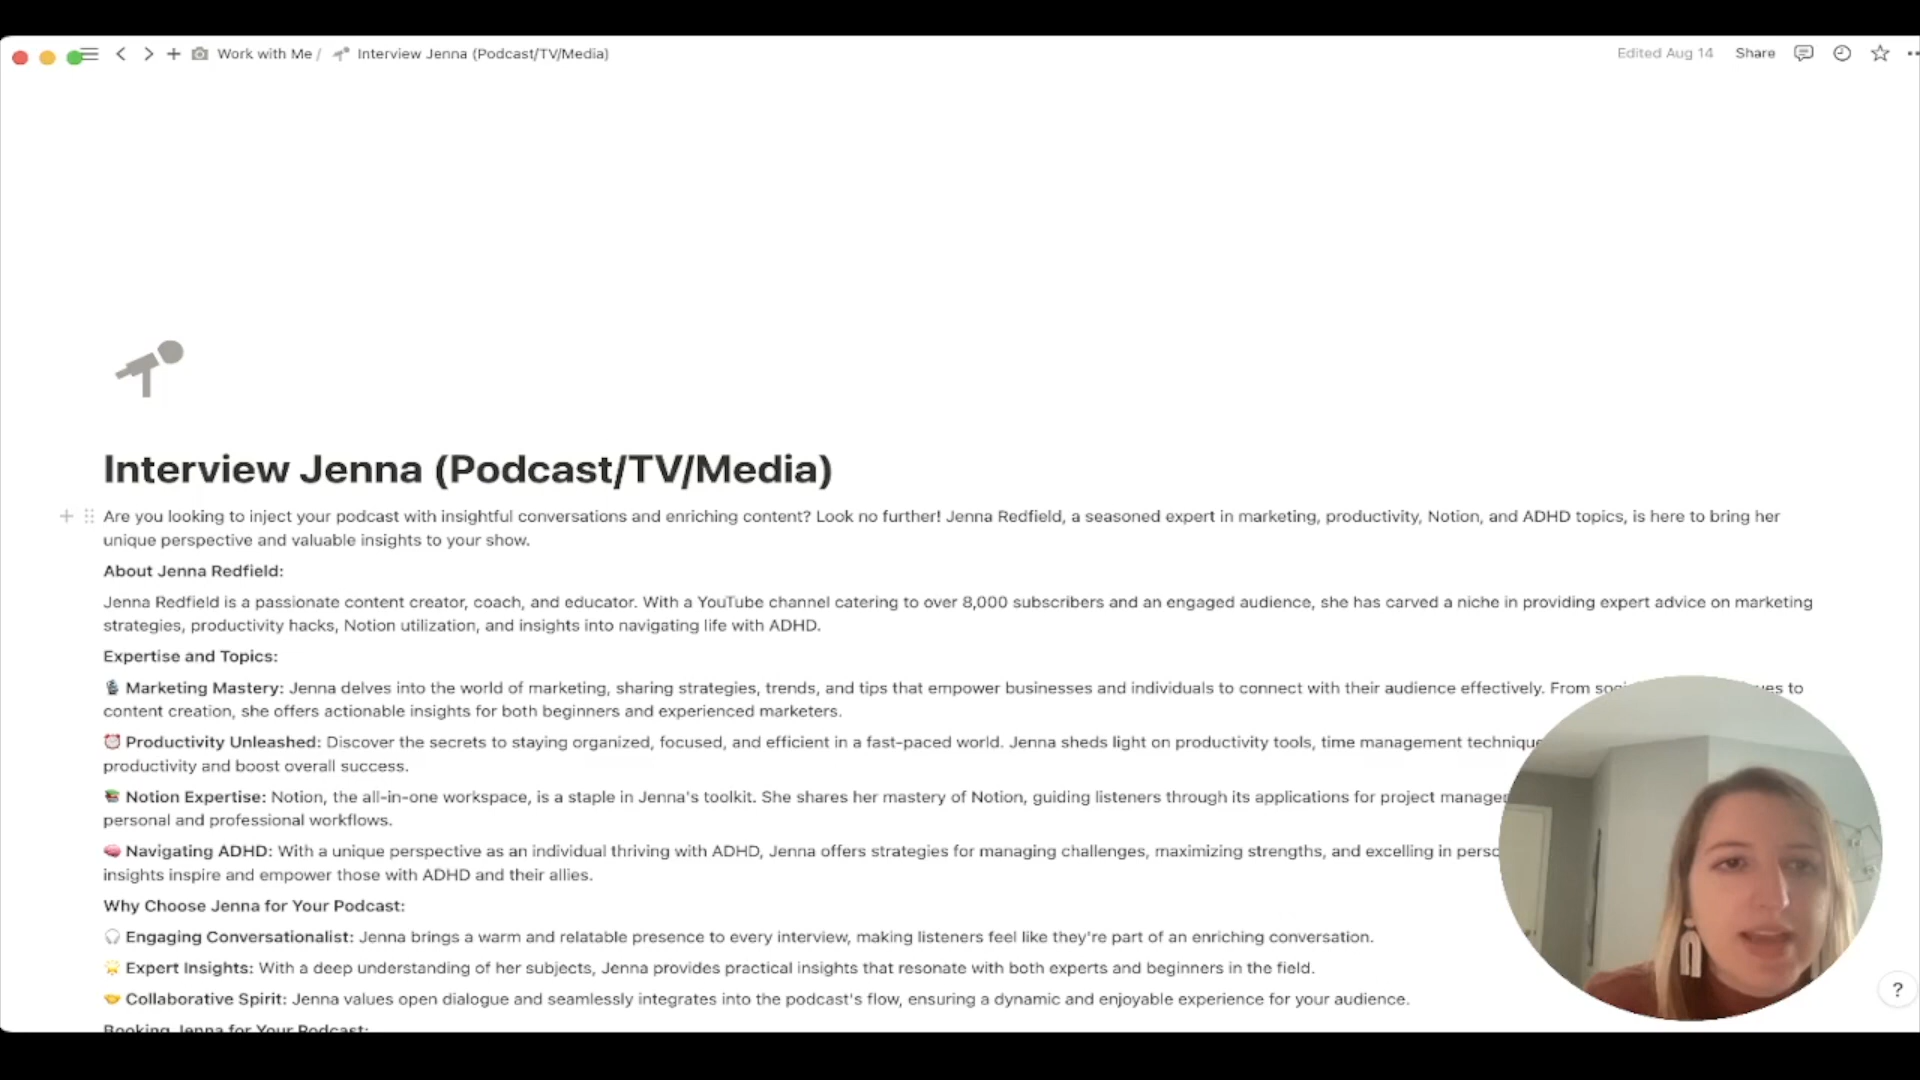 Work with Me / Interview Jenna (Podcast/TV/Media)
Edited Aug 14 Share
Interview Jenna (Podcast/TV/Media)
Are you looking to inject your podcast with insightful conversations and enriching content? Look no further! Jenna Redfield, a seasoned expert in marketing, productivity, Notion, and ADHD topics, is here to bring her
unique perspective and valuable insights to your show.
About Jenna Redfield:
Jenna Redfield is a passionate content creator, coach, and educator. With a YouTube channel catering to over 8,000 subscribers and an engaged audience, she has carved a niche in providing expert advice on marketing
strategies, productivity hacks, Notion utilization, and insights into navigating life with ADHD.
Expertise and Topics:
Marketing Mastery: Jenna delves into the world of marketing, sharing strategies, trends, and tips that empower businesses and individuals to connect with their audience effectively. From to
content creation, she offers actionable insights for both beginners and experienced marketers.
Productivity Unleashed: Discover the secrets to staying organized, focused, and efficient in a fast-paced world. Jenna sheds light on productivity tools, time management
productivity and boost overall success.
Notion Expertise: Notion, the all-in-one workspace, is a staple in Jenna's toolkit. She shares her mastery of Notion, guiding listeners through its applications for project
personal and professional workflows.
Navigating ADHD: With a unique perspective as an individual thriving with ADHD, Jenna offers strategies for managing challenges, maximizing strengths, and excelling in
insights inspire and empower those with ADHD and their allies.
Why Choose Jenna for Your Podcast:
Engaging Conversationalist: Jenna brings a warm and relatable presence to every interview, making listeners feel like they're part of an enriching conversation.
Expert Insights: With a deep understanding of her subjects, Jenna provides practical insights that resonate with both experts and beginners in the field.
Collaborative Spirit: Jenna values open dialogue and seamlessly integrates into the podcast's flow, ensuring a dynamic and enjoyable experience for your audience.
Booking Jenna for Your Podcast:
?